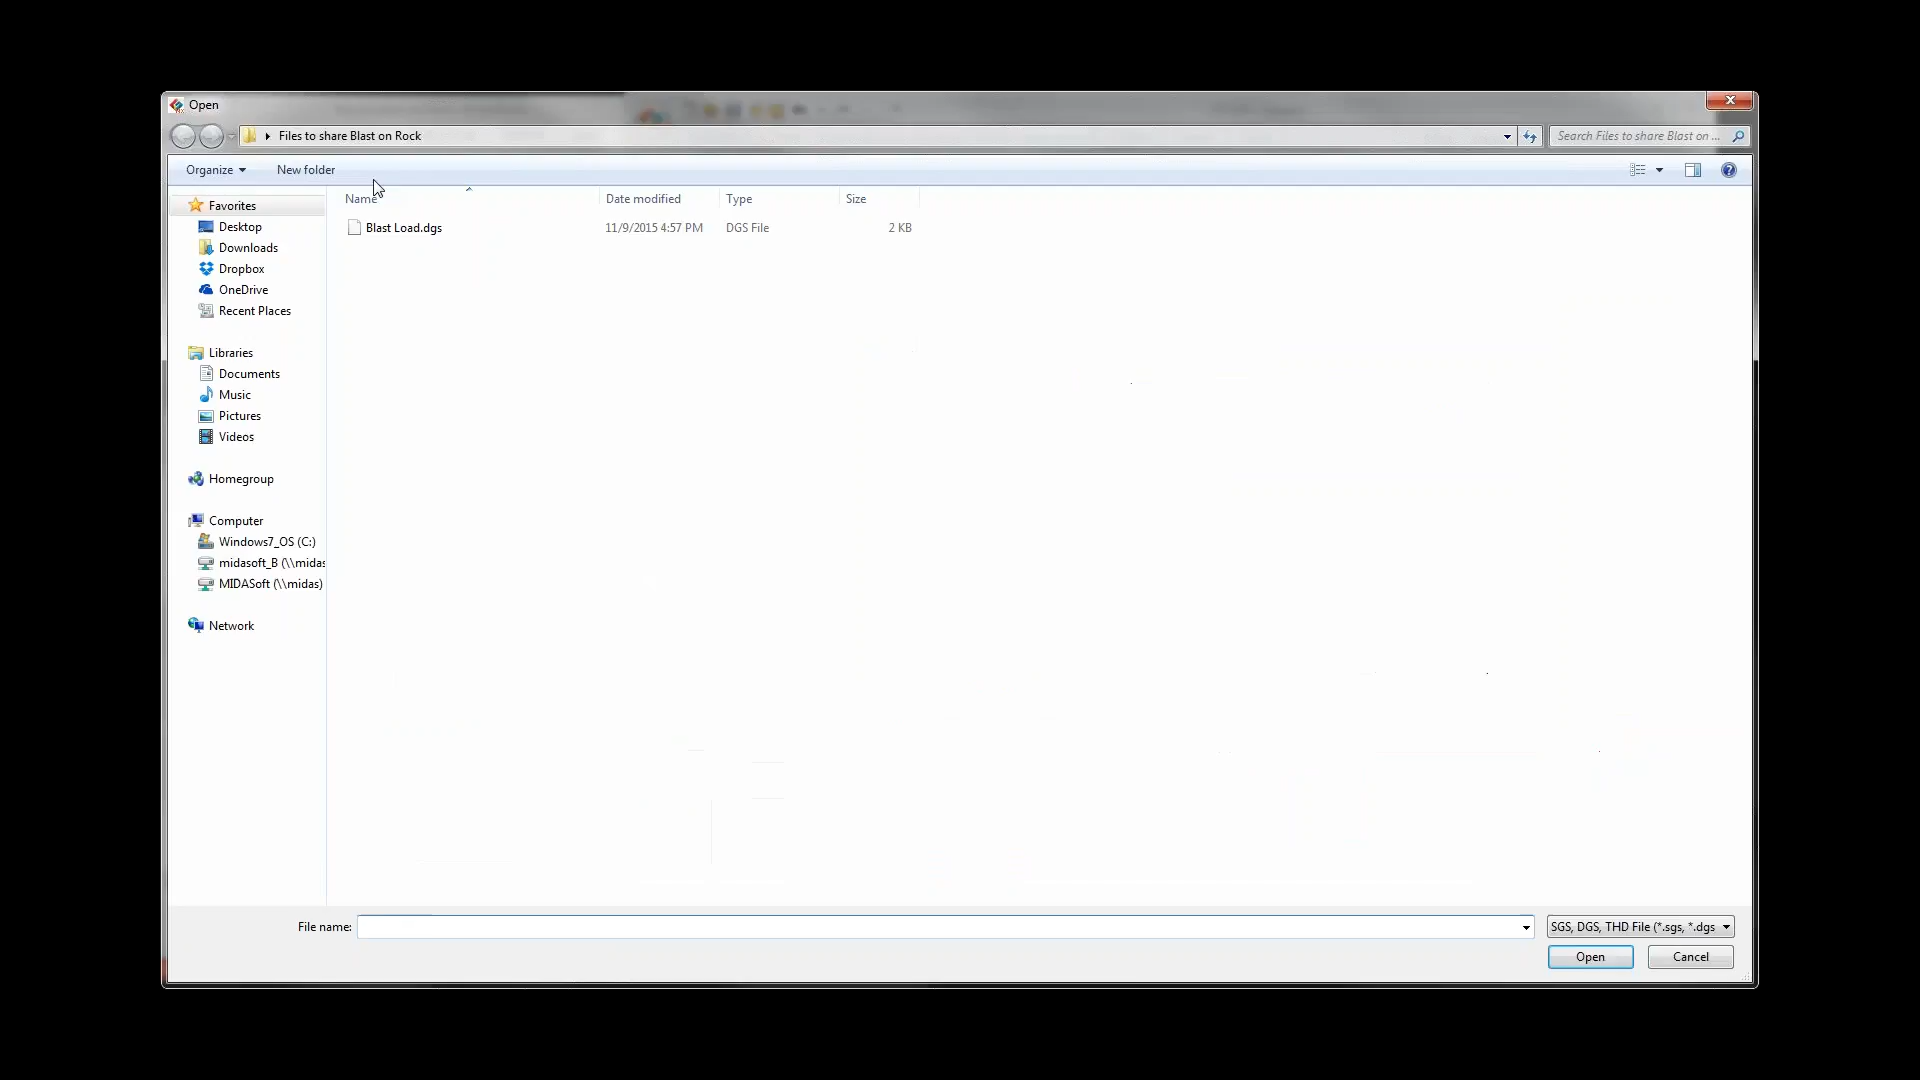 Open
Files to share Blast on Rock
Search Files to share Blast on ...
Organize
New folder
Name
Date modified
Type
Size
Blast Load.dgs
11/9/2015 4:57 PM
DGS File
2 KB
Favorites
Desktop
Downloads
Dropbox
OneDrive
Recent Places
Libraries
Documents
Music
Pictures
Videos
Homegroup
Computer
Windows7_OS (C:)
midasoft_B (\\midas
MIDASoft (\\midas)
Network
File name:
SGS, DGS, THD File (*.sgs, *.dgs
Open
Cancel